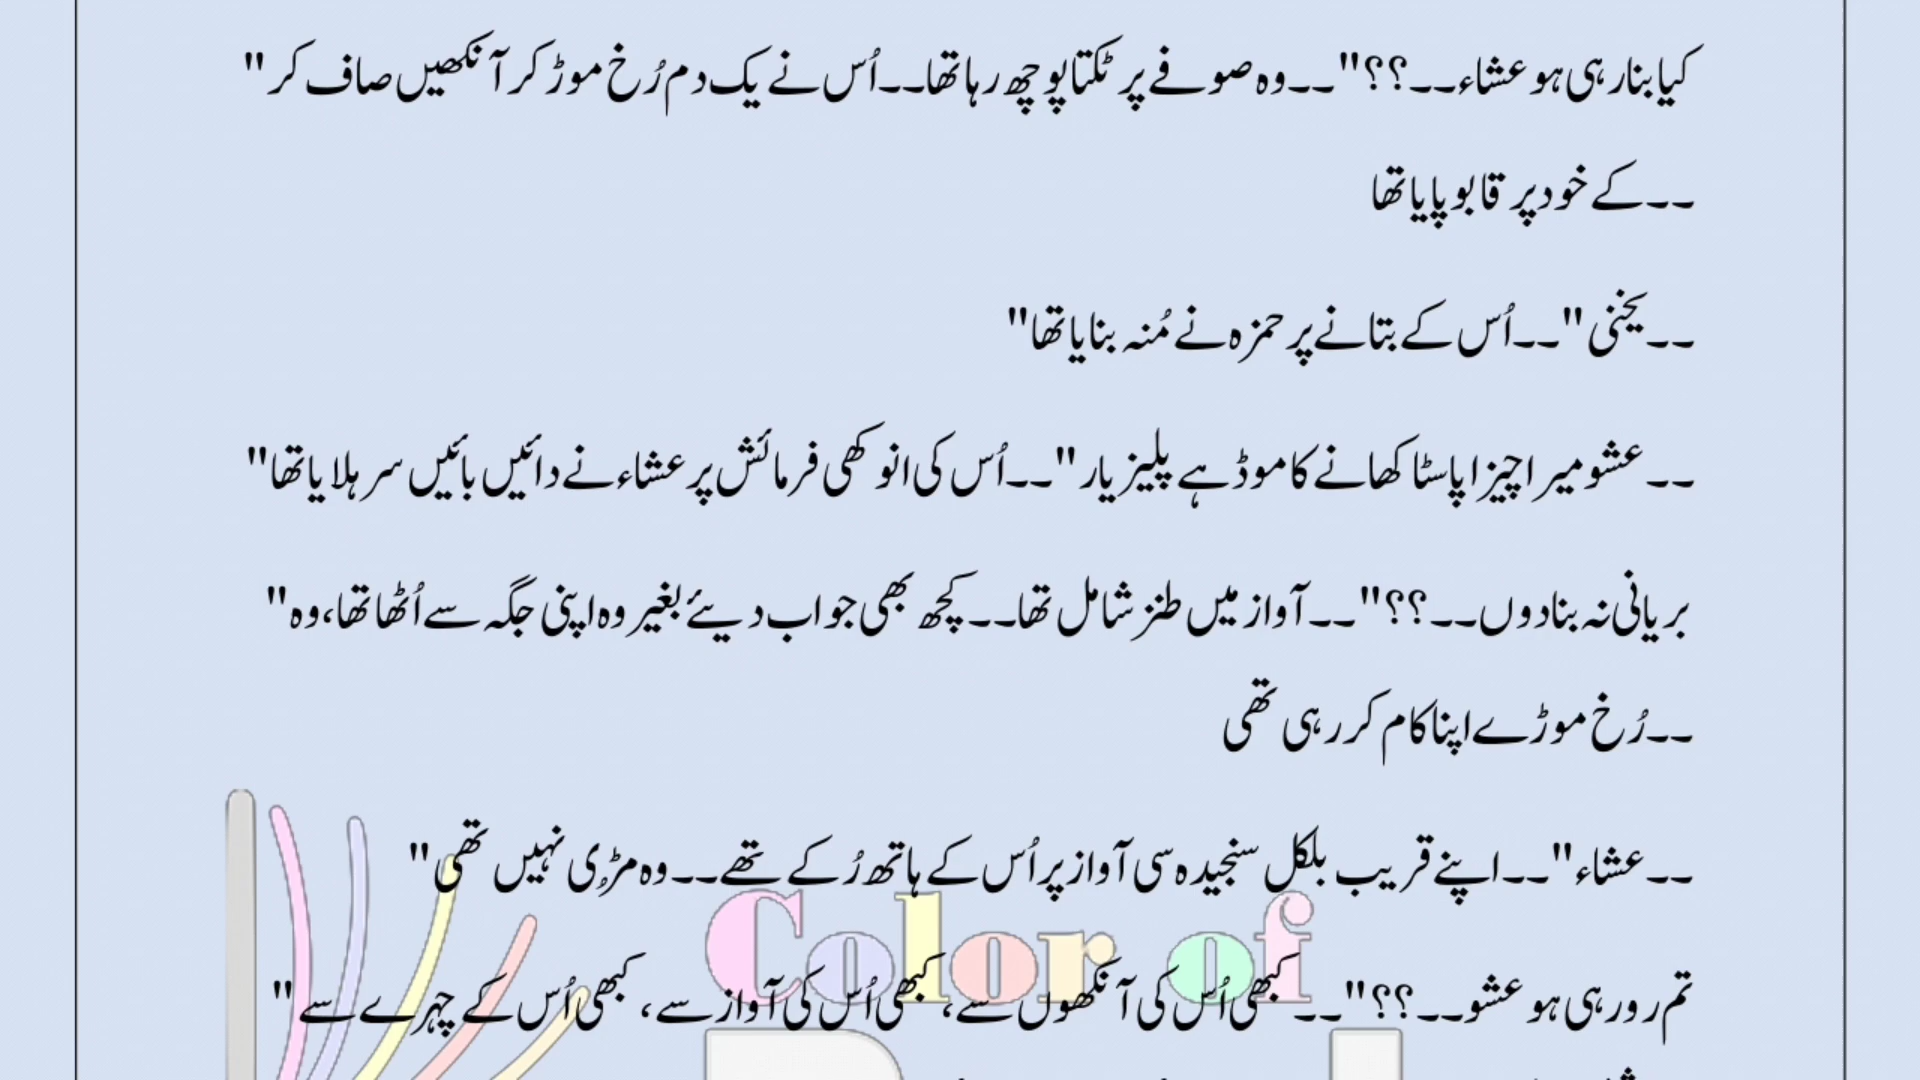 کیا بنا رہی ہو عشاء۔۔؟؟"۔۔وہ صوفے پر ٹکتا پوچھ رہا تھا۔۔اُس نے یک دم رُخ موڑ کر آنکھیں صاف کر"
۔۔کے خود پر قابو پایا تھا
۔۔یخنی"۔۔اُس کے بتانے پر حمزہ نے مُنہ بنایا تھا"
۔۔عشو میرا چیزا پاسٹا کھانے کا موڈ ہے پلیز یار"۔۔اُس کی انوکھی فرمائش پر عشاء نے دائیں بائیں سر ہلایا تھا"
بریانی نہ بنا دوں۔۔؟؟"۔۔آواز میں طنز شامل تھا۔۔کچھ بھی جواب دیئے بغیر وہ اپنی جگہ سے اُٹھا تھا، وہ"
۔۔رُخ موڑے اپنا کام کر رہی تھی
۔۔عشاء"۔۔اپنے قریب بلکل سنجیدہ سی آواز پر اُس کے ہاتھ رُکے تھے۔۔وہ مڑی نہیں تھی"
Color of
تم رو رہی ہو عشو۔۔؟؟"۔۔کبھی اُس کی آنکھوں سے، کبھی اُس کی آواز سے، کبھی اُس کے چہرے سے"